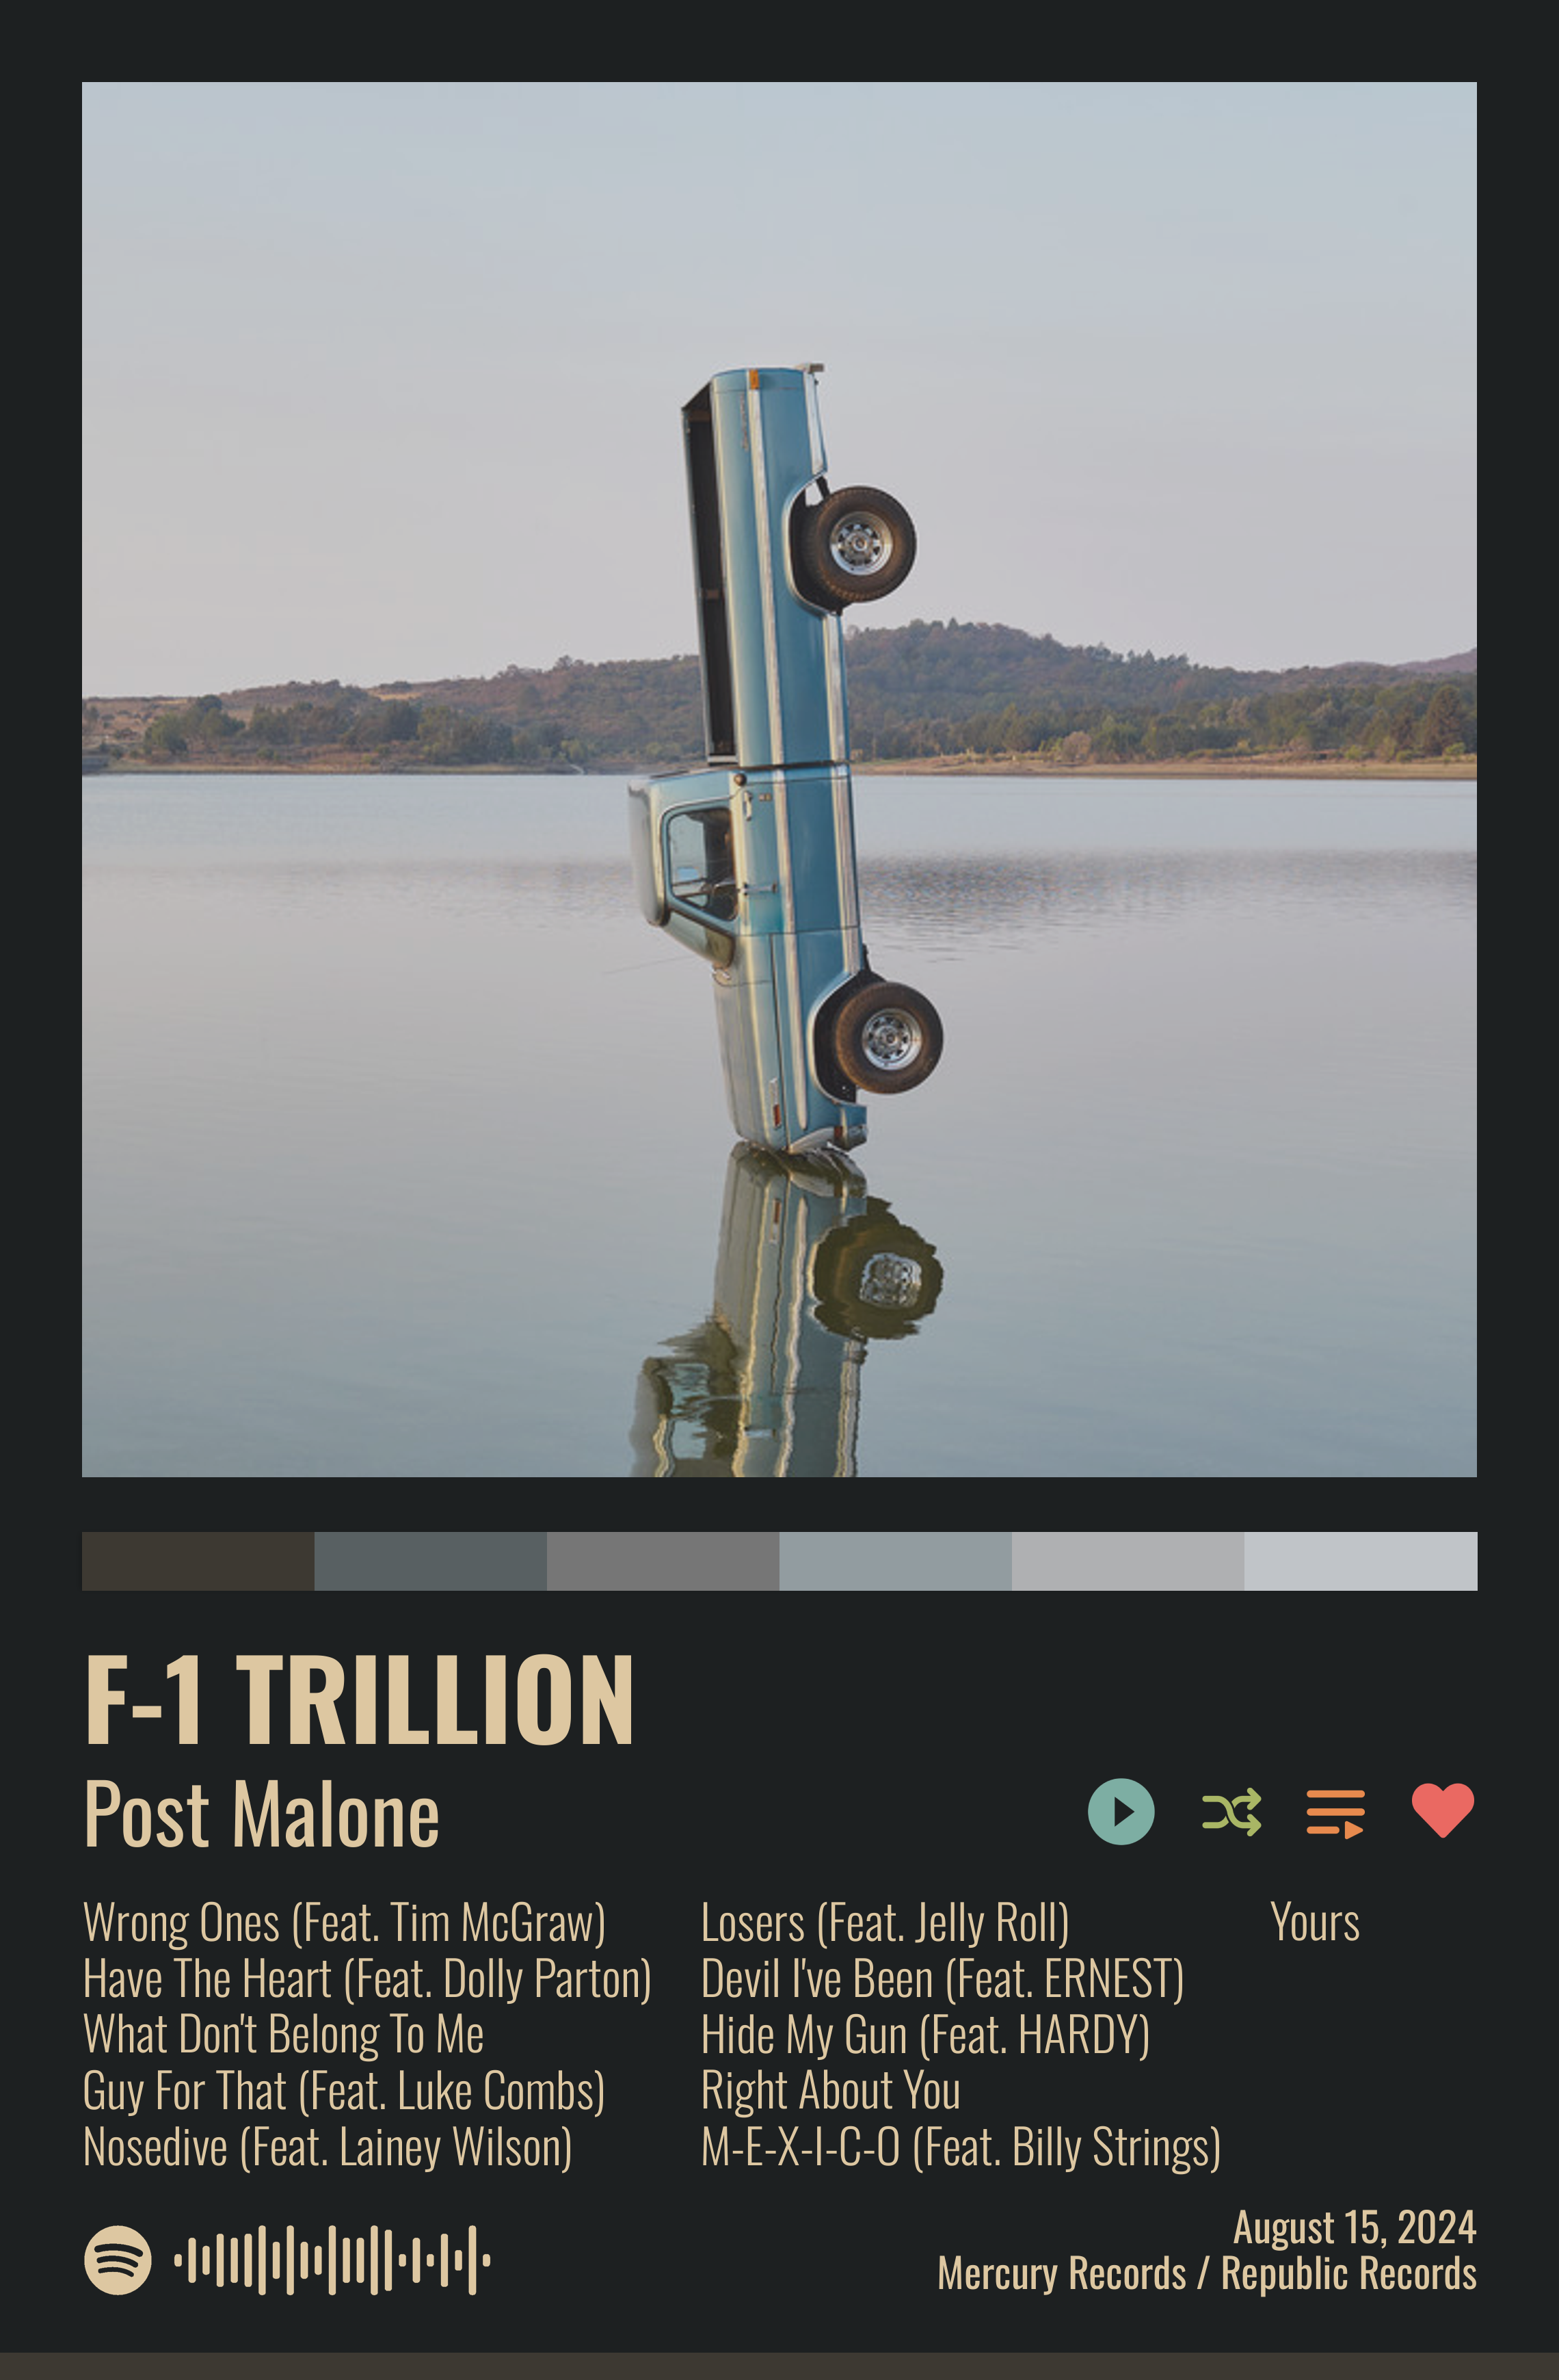 F-1 TRILLION
Post Malone
Wrong Ones (Feat. Tim McGraw)
Have The Heart (Feat. Dolly Parton)
What Don't Belong To Me
Guy For That (Feat. Luke Combs)
Nosedive (Feat. Lainey Wilson)
Losers (Feat. Jelly Roll)
Devil I've Been (Feat. ERNEST)
Hide My Gun (Feat. HARDY)
Right About You
M-E-X-I-C-O (Feat. Billy Strings)
Yours
August 15, 2024
Mercury Records / Republic Records